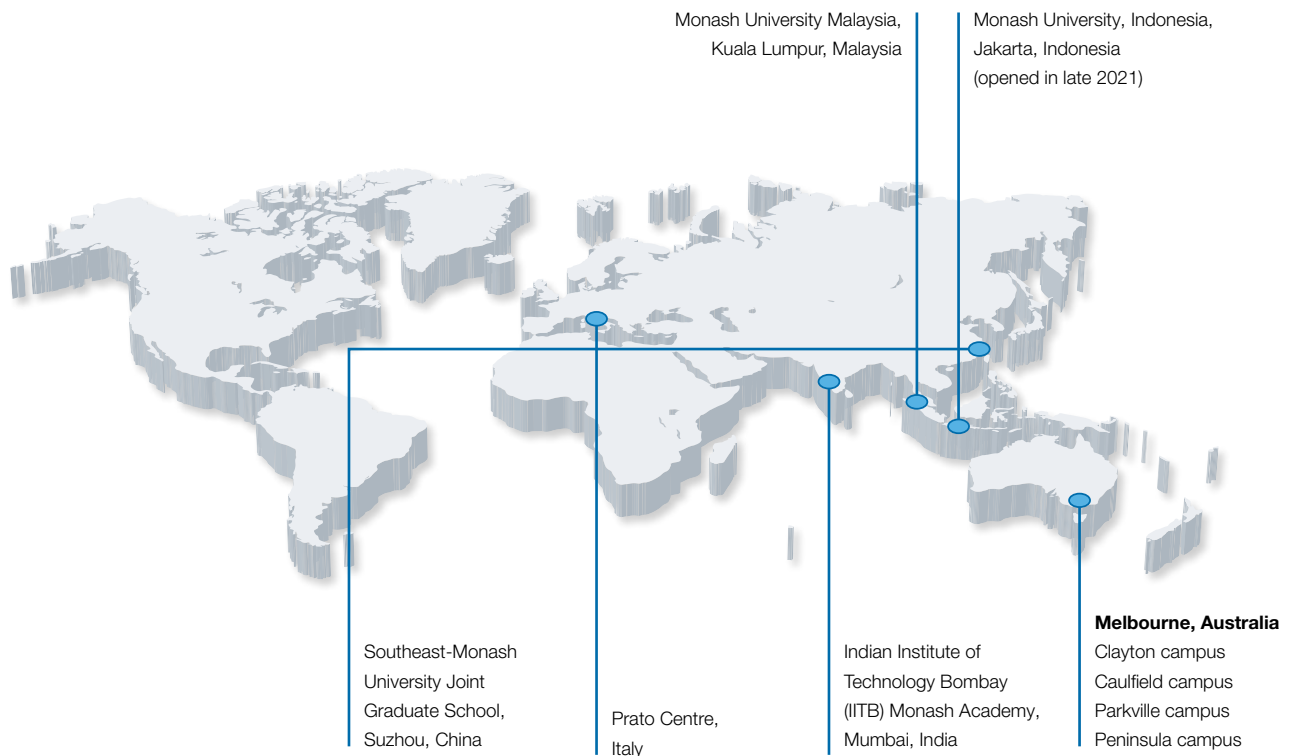 Monash University Malaysia,
Kuala Lumpur, Malaysia
Monash University, Indonesia,
Jakarta, Indonesia
(opened in late 2021)
Southeast-Monash
University Joint
Graduate School,
Suzhou, China
Prato Centre,
Italy
Indian Institute of
Technology Bombay
(IITB) Monash Academy,
Mumbai, India
Melbourne, Australia
Clayton campus
Caulfield campus
Parkville campus
Peninsula campus